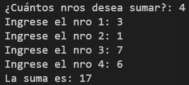 ¿Cuántos nros desea sumar?: 4
Ingrese el nro 1: 3
Ingrese el nro 2: 1
Ingrese el nro 3: 7
Ingrese el nro 4: 6
La suma es: 17